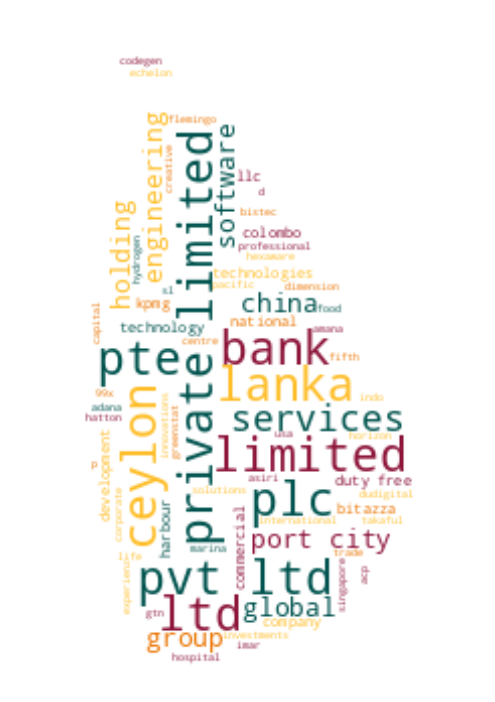 codegen
echelon
flemingo
engineering
private limited
software
creative
llc
d
holding
bistec
colombo
hydrogen
professional
hexaware
technologies
pacific
dimension
sl
kpmg
china
food
capital
technology
national
amana
centre
bank
ptee
fifth
lanka
99x
ceylon
indo
adana
hatton
innovations
greenstat
services
usa
horizon
development
limited
p
asiri
duty free
solutions
plc
dudigital
corporate
harbour
commercial
bitazza
international
takaful
port city
marina
trade
life
experience
pvt ltd
singapore
acp
ltd
global
gtn
company
group
investments
imar
hospital